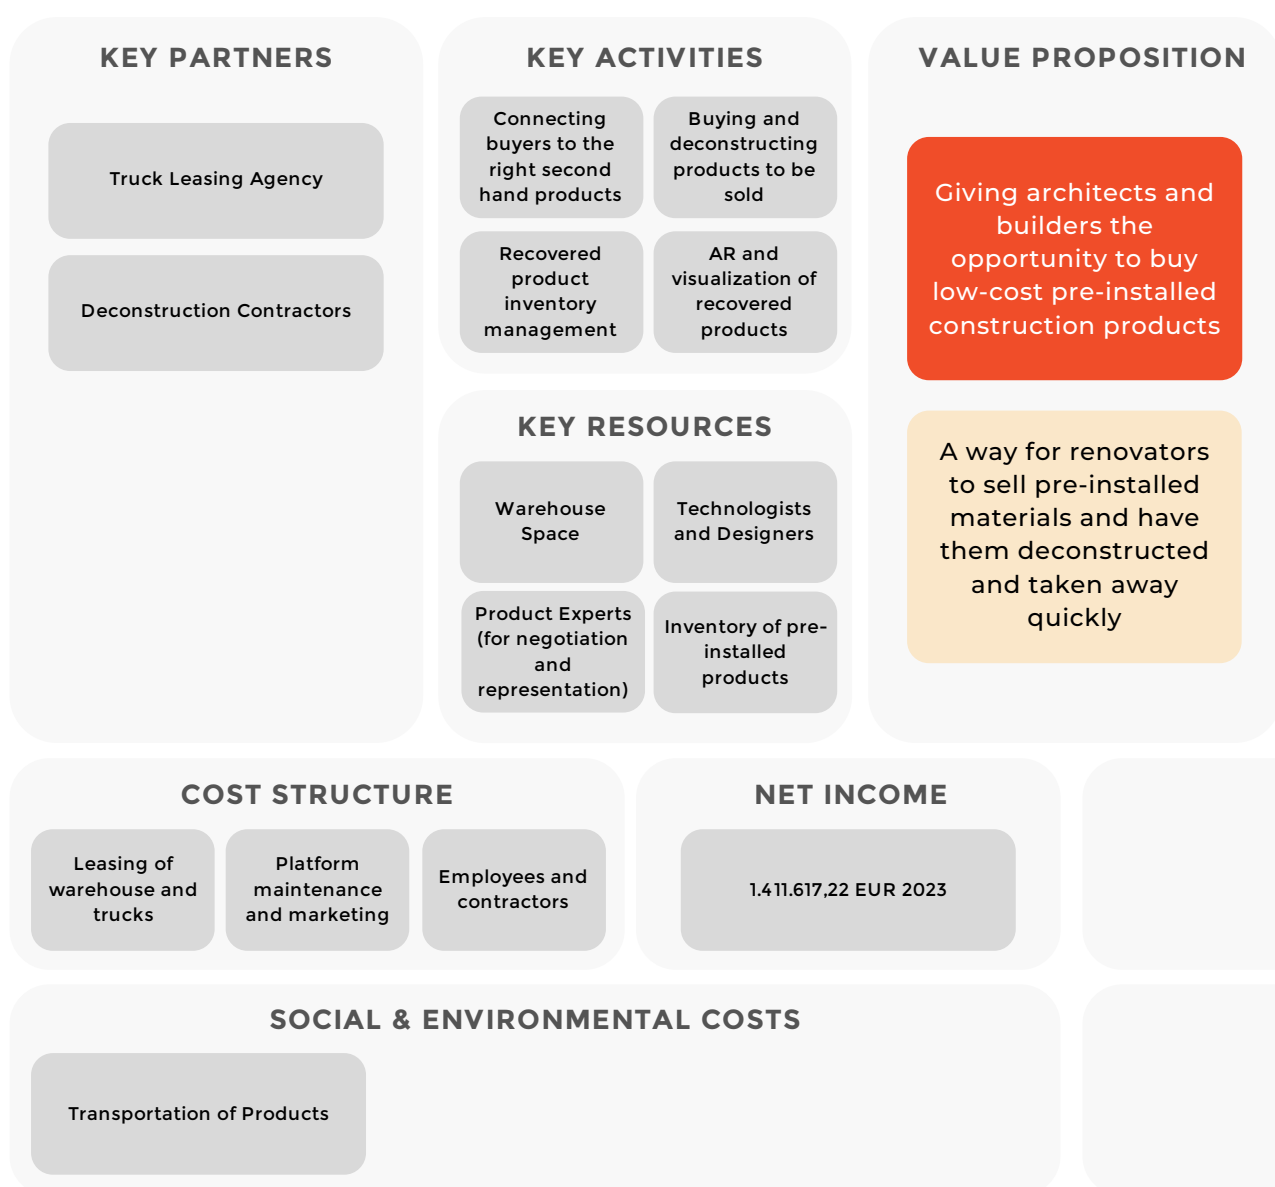 KEY PARTNERS
Truck Leasing Agency
Deconstruction Contractors
KEY ACTIVITIES
Connecting
buyers to the
right second
hand products
Buying and
deconstructing
products to be
sold
Recovered
product
inventory
management
AR and
visualization of
recovered
products
KEY RESOURCES
Warehouse
Space
Technologists
and Designers
Product Experts
(for negotiation
and
representation)
Inventory of pre-
installed
products
VALUE PROPOSITION
Giving architects and
builders the
opportunity to buy
low-cost pre-installed
construction products
A way for renovators
to sell pre-installed
materials and have
them deconstructed
and taken away
quickly
COST STRUCTURE
Leasing of
warehouse and
trucks
Platform
maintenance
and marketing
Employees and
contractors
NET INCOME
1.411.617,22 EUR 2023
SOCIAL & ENVIRONMENTAL COSTS
Transportation of Products